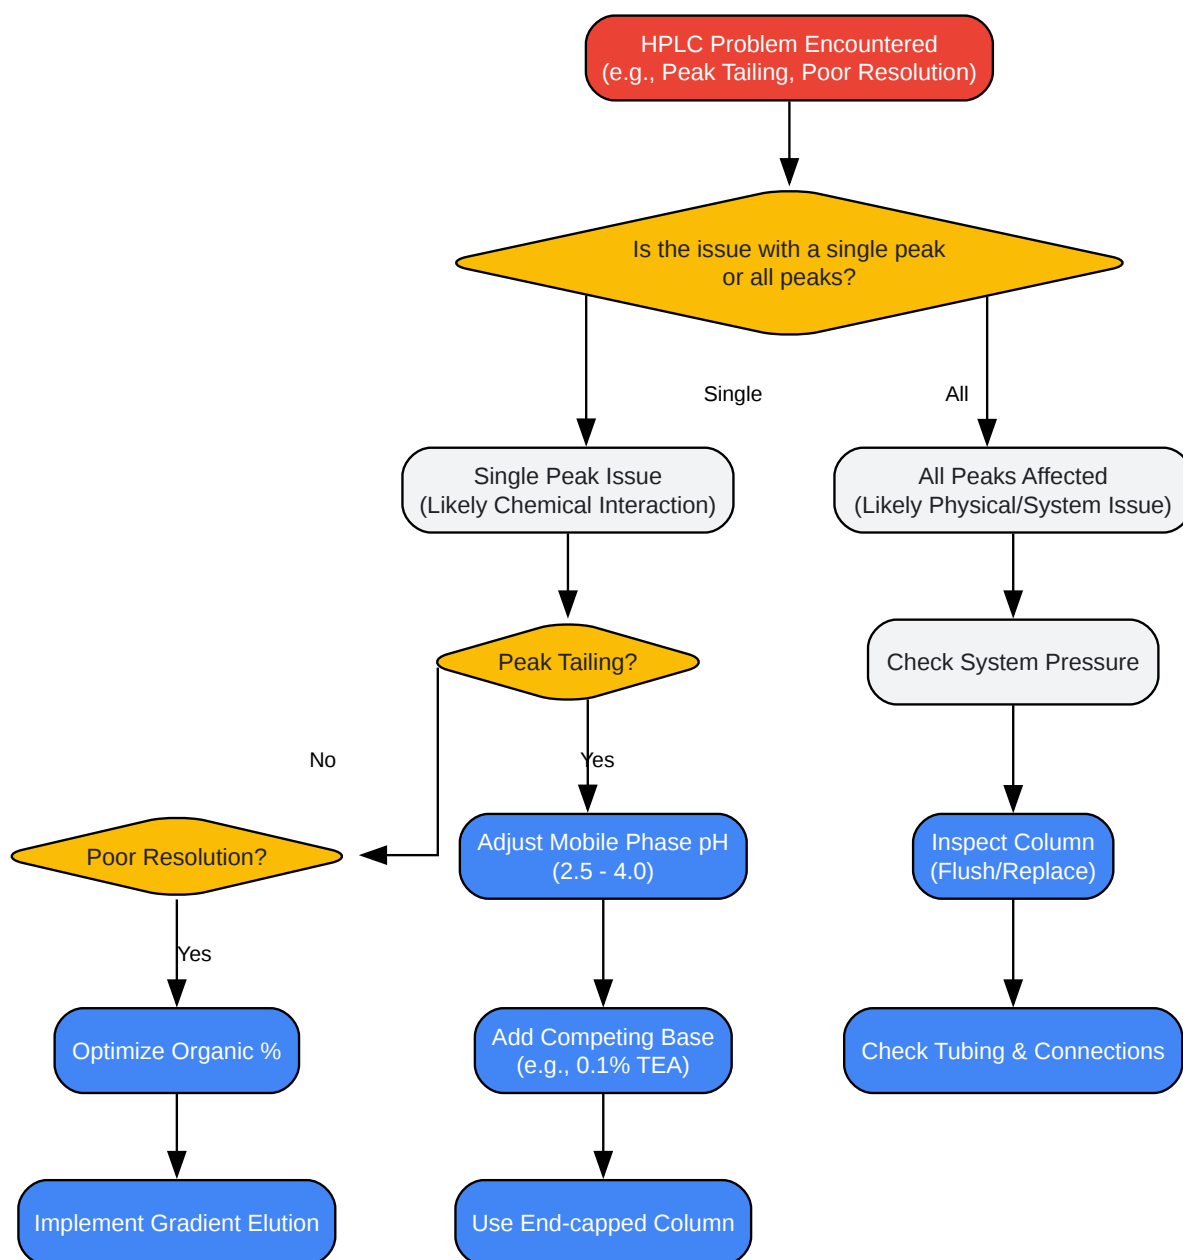 HPLC Problem Encountered
(e.g., Peak Tailing, Poor Resolution)
Is the issue with a single peak
or all peaks?
Single
All
Single Peak Issue
(Likely Chemical Interaction)
All Peaks Affected
(Likely Physical/System Issue)
Peak Tailing?
Check System Pressure
No
Yes
Poor Resolution?
Adjust Mobile Phase pH
(2.5 - 4.0)
Inspect Column
(Flush/Replace)
Yes
Optimize Organic %
Add Competing Base
(e.g., 0.1% TEA)
Check Tubing & Connections
Implement Gradient Elution
Use End-capped Column